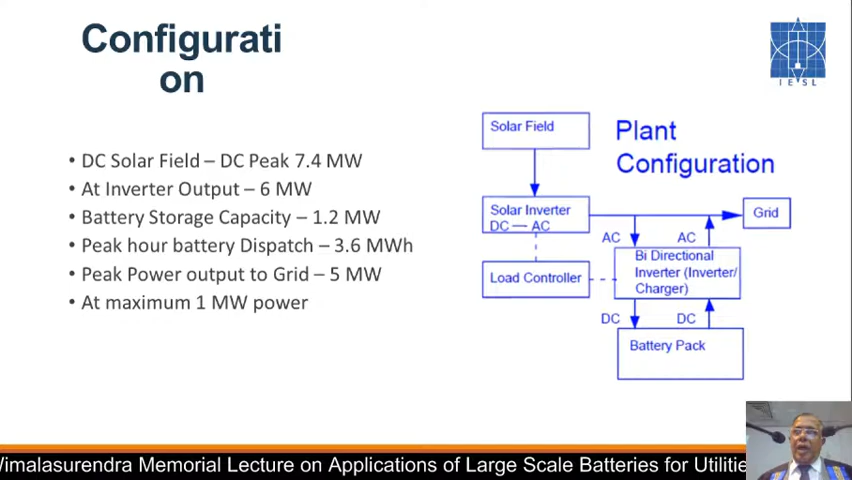 Configurati
on
IESL
• DC Solar Field – DC Peak 7.4 MW
• At Inverter Output – 6 MW
• Battery Storage Capacity – 1.2 MW
• Peak hour battery Dispatch – 3.6 MWh
• Peak Power output to Grid – 5 MW
• At maximum 1 MW power
Plant
Configuration
Solar Field
Solar Inverter
DC — AC
Grid
AC
AC
Bi Directional
Inverter (Inverter/
Charger)
Load Controller
DC
DC
Battery Pack
Wimalasurendra Memorial Lecture on Applications of Large Scale Batteries for Utilitie